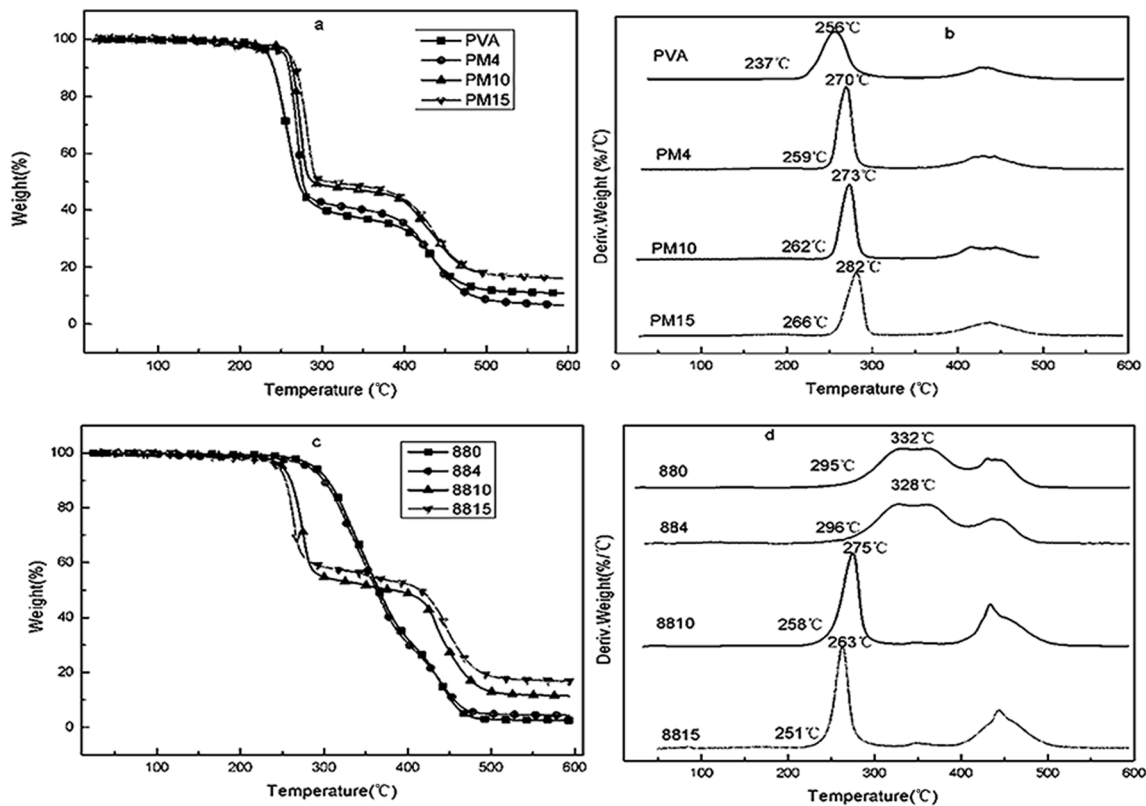 a
PVA
PM4
PM10
PM15
100
80
60
40
20
0
Weight(%)
100 200 300 400 500 600
Temperature (℃)
b
256℃
237℃
PVA
270℃
PM4
259℃
273℃
PM10
262℃
282℃
PM15
266℃
Deriv.Weight (%/℃)
0 100 200 300 400 500 600
Temperature (℃)
c
880
884
8810
8815
100
80
60
40
20
0
Weight(%)
100 200 300 400 500 600
Temperature(℃)
d
332℃
880
295℃
328℃
884
296℃
275℃
8810
258℃
263℃
8815
251℃
Deriv.Weight(%/℃)
0 100 200 300 400 500 600
Temperature(℃)